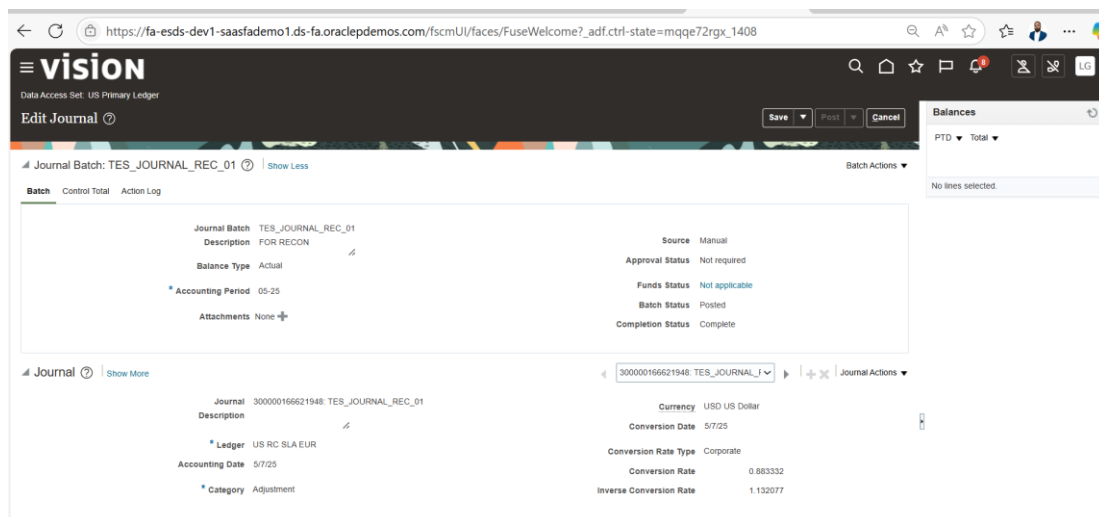 https://fa-esds-dev1-saasfademo1.ds-fa.oraclepdemos.com/fscmUI/faces/FuseWelcome?_adf.ctrl-state=mqqe72rgx_1408
VISION
8
LG
Data Access Set: US Primary Ledger
Edit Journal
Save Post Cancel
Balances
PTD Total
No lines selected.
Journal Batch: TES_JOURNAL_REC_01 Show Less
Batch Actions
Batch Control Total Action Log
Journal Batch TES_JOURNAL_REC_01
Description FOR RECON
Balance Type Actual
* Accounting Period 05-25
Attachments None
Source Manual
Approval Status Not required
Funds Status Not applicable
Batch Status Posted
Completion Status Complete
Journal Show More
300000166621948: TES_JOURNAL_F
Journal Actions
Journal 300000166621948: TES_JOURNAL_REC_01
Description
* Ledger US RC SLA EUR
Accounting Date 5/7/25
* Category Adjustment
Currency USD US Dollar
Conversion Date 5/7/25
Conversion Rate Type Corporate
Conversion Rate 0.883332
Inverse Conversion Rate 1.132077